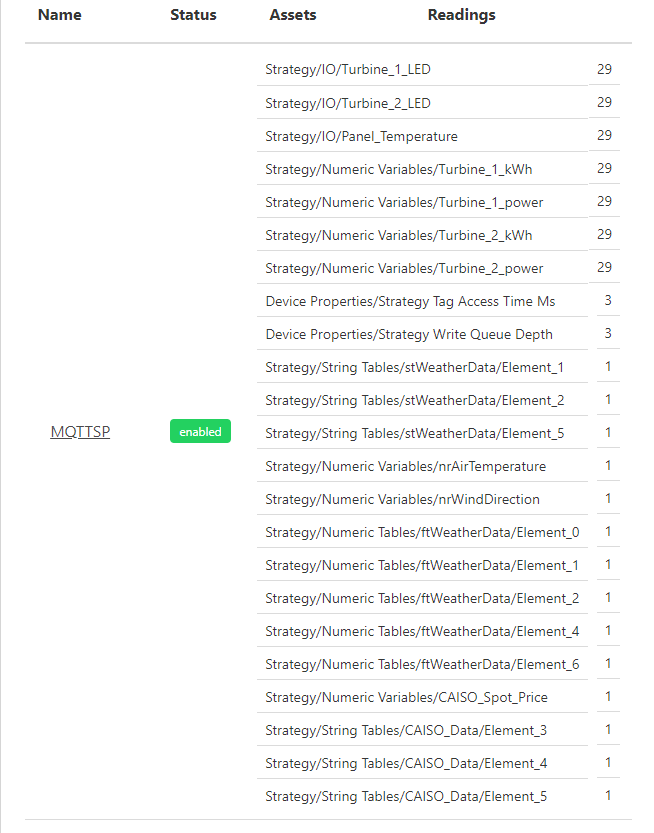 Name Status Assets Readings
Strategy/IO/Turbine_1_LED 29
Strategy/IO/Turbine_2_LED 29
Strategy/IO/Panel_Temperature 29
Strategy/Numeric Variables/Turbine_1_kWh 29
Strategy/Numeric Variables/Turbine_1_power 29
Strategy/Numeric Variables/Turbine_2_kWh 29
Strategy/Numeric Variables/Turbine_2_power 29
Device Properties/Strategy Tag Access Time Ms 3
Device Properties/Strategy Write Queue Depth 3
Strategy/String Tables/stWeatherData/Element_1 1
Strategy/String Tables/stWeatherData/Element_2 1
MQTTSP enabled Strategy/String Tables/stWeatherData/Element_5 1
Strategy/Numeric Variables/nrAirTemperature 1
Strategy/Numeric Variables/nrWindDirection 1
Strategy/Numeric Tables/ftWeatherData/Element_0 1
Strategy/Numeric Tables/ftWeatherData/Element_1 1
Strategy/Numeric Tables/ftWeatherData/Element_2 1
Strategy/Numeric Tables/ftWeatherData/Element_4 1
Strategy/Numeric Tables/ftWeatherData/Element_6 1
Strategy/Numeric Variables/CAISO_Spot_Price 1
Strategy/String Tables/CAISO_Data/Element_3 1
Strategy/String Tables/CAISO_Data/Element_4 1
Strategy/String Tables/CAISO_Data/Element_5 1